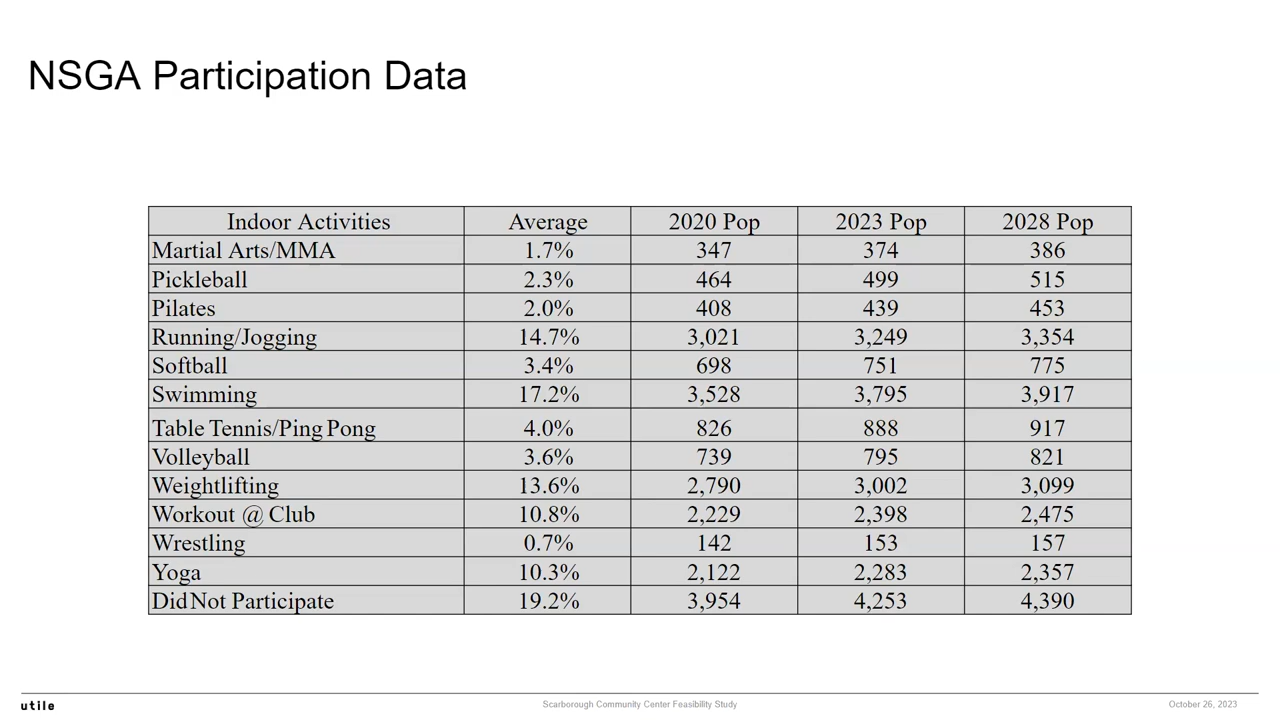 NSGA Participation Data
Indoor Activities Average 2020 Pop 2023 Pop 2028 Pop
Martial Arts/MMA 1.7% 347 374 386
Pickleball 2.3% 464 499 515
Pilates 2.0% 408 439 453
Running/Jogging 14.7% 3,021 3,249 3,354
Softball 3.4% 698 751 775
Swimming 17.2% 3,528 3,795 3,917
Table Tennis/Ping Pong 4.0% 826 888 917
Volleyball 3.6% 739 795 821
Weightlifting 13.6% 2,790 3,002 3,099
Workout @ Club 10.8% 2,229 2,398 2,475
Wrestling 0.7% 142 153 157
Yoga 10.3% 2,122 2,283 2,357
Did Not Participate 19.2% 3,954 4,253 4,390
utile Scarborough Community Center Feasibility Study October 26, 2023